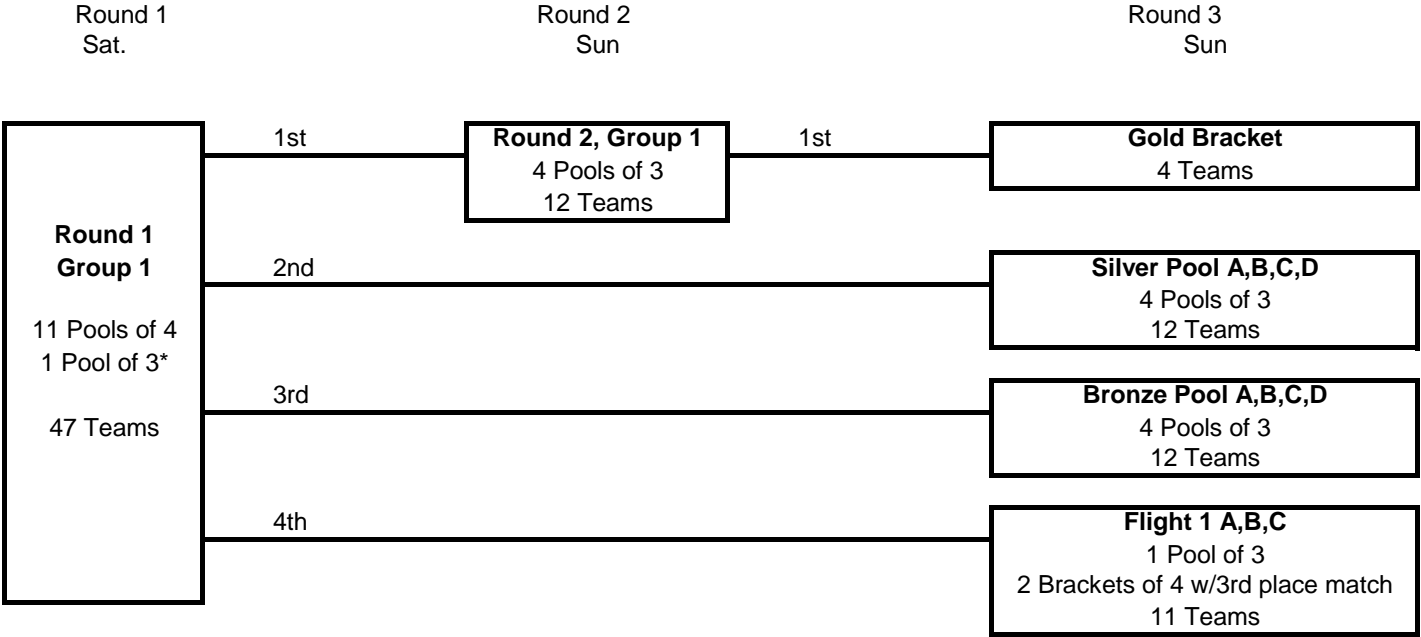 Round 1
Sat.
Round 2
Sun
Round 3
Sun
Round 1
Group 1
11 Pools of 4
1 Pool of 3*
47 Teams
1st
Round 2, Group 1
4 Pools of 3
12 Teams
1st
Gold Bracket
4 Teams
2nd
Silver Pool A,B,C,D
4 Pools of 3
12 Teams
3rd
Bronze Pool A,B,C,D
4 Pools of 3
12 Teams
4th
Flight 1 A,B,C
1 Pool of 3
2 Brackets of 4 w/3rd place match
11 Teams